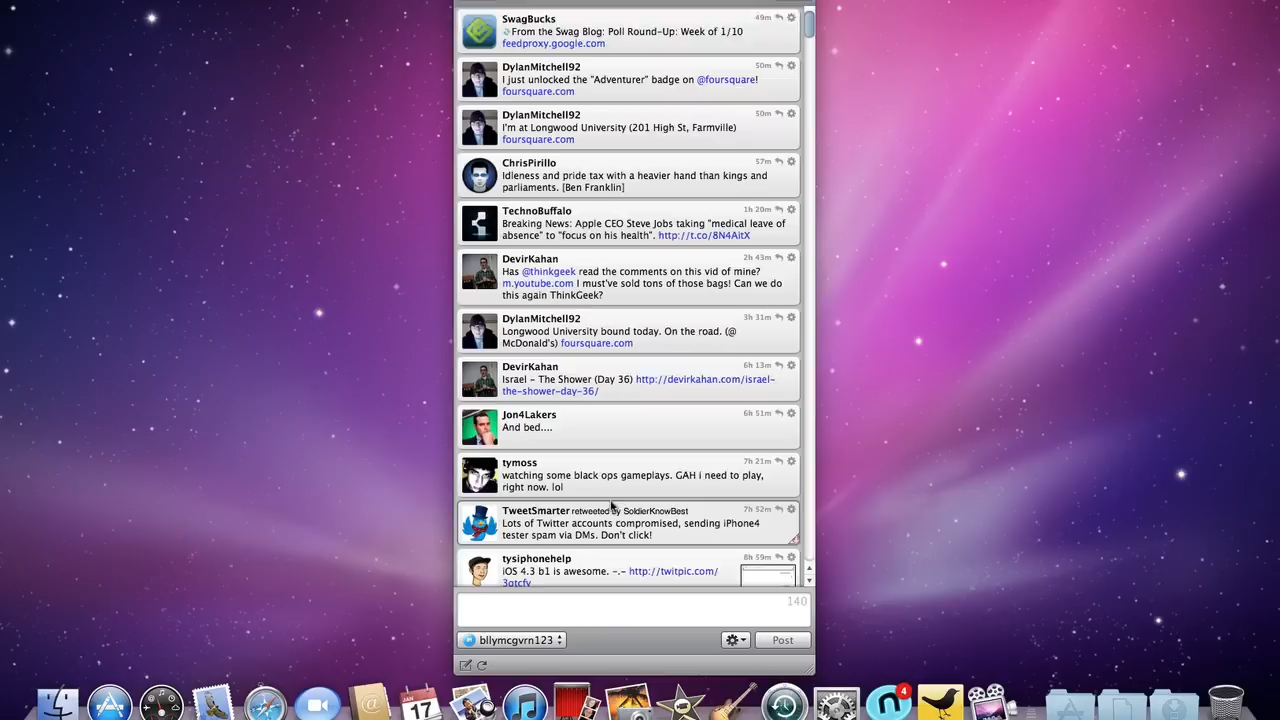 SwagBucks 49m
From the Swag Blog: Poll Round-Up: Week of 1/10
feedproxy.google.com
DylanMitchell92 50m
I just unlocked the "Adventurer" badge on @foursquare!
foursquare.com
DylanMitchell92 50m
I'm at Longwood University (201 High St, Farmville)
foursquare.com
ChrisPirillo 57m
Idleness and pride tax with a heavier hand than kings and
parliaments. [Ben Franklin]
TechnoBuffalo 1h 20m
Breaking News: Apple CEO Steve Jobs taking "medical leave of
absence" to "focus on his health". http://t.co/8N4AitX
DevirKahan 2h 43m
Has @thinkgeek read the comments on this vid of mine?
m.youtube.com I must've sold tons of those bags! Can we do
this again ThinkGeek?
DylanMitchell92 3h 31m
Longwood University bound today. On the road. (@
McDonald's) foursquare.com
DevirKahan 6h 13m
Israel - The Shower (Day 36) http://devirkahan.com/israel-
the-shower-day-36/
Jon4Lakers 6h 51m
And bed....
tymoss 7h 21m
watching some black ops gameplays. GAH i need to play,
right now. lol
TweetSmarter retweeted by SoldierKnowBest 7h 52m
Lots of Twitter accounts compromised, sending iPhone4
tester spam via DMs. Don't click!
tysiphonehelp 8h 59m
iOS 4.3 b1 is awesome. -.- http://twitpic.com/
140
bllymcgvrn123
Post
JAN
17
4